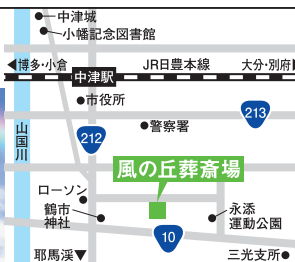 中津城
小幡記念図書館
◀博多・小倉
JR日豊本線
大分・別府▶
中津駅
市役所
213
警察署
212
山国川
風の丘葬斎場
ローソン
鶴市
神社
永添
運動公園
10
耶馬渓▼
三光支所